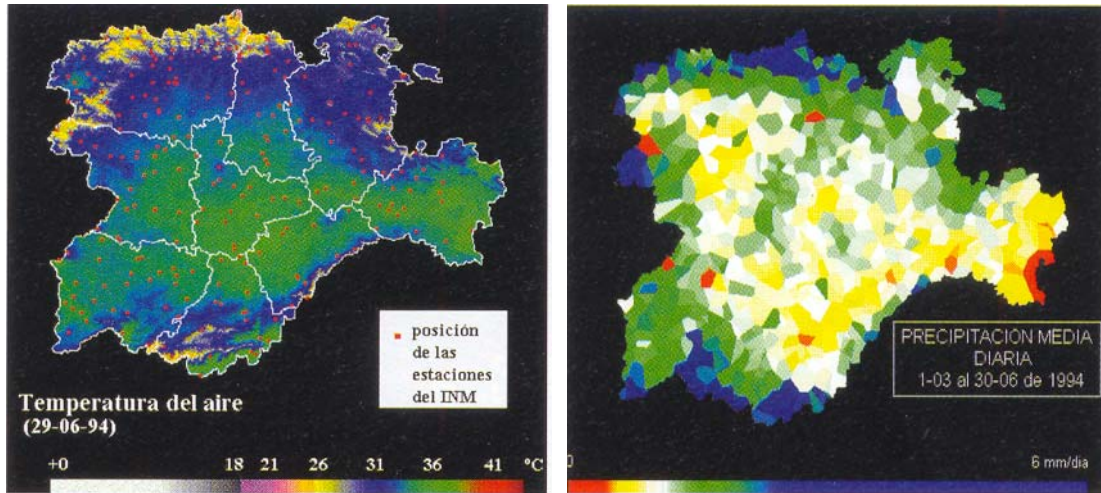 posición
de las
estaciones
del INM
Temperatura del aire
(29-06-94)
+0 18 21 26 31 36 41 °C
PRECIPITACION MEDIA
DIARIA
1-03 al 30-06 de 1994
0 6 mm/dia